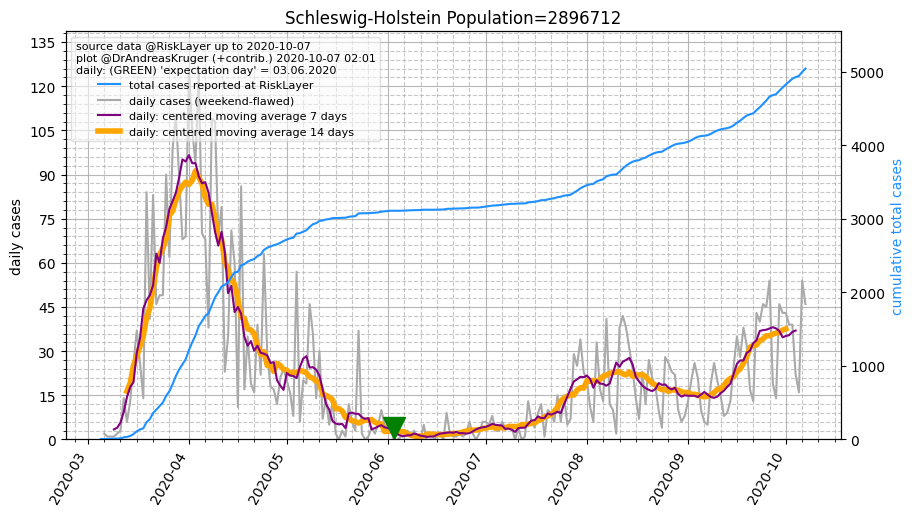 Schleswig-Holstein Population=2896712
source data @RiskLayer up to 2020-10-07
plot @DrAndreasKruger (+contrib.) 2020-10-07 02:01
daily: (GREEN) 'expectation day' = 03.06.2020
total cases reported at RiskLayer
daily cases (weekend-flawed)
daily: centered moving average 7 days
daily: centered moving average 14 days
daily cases
135
120
105
90
75
60
45
30
15
0
5000
4000
3000
2000
1000
0
cumulative total cases
2020-03
2020-04
2020-05
2020-06
2020-07
2020-08
2020-09
2020-10